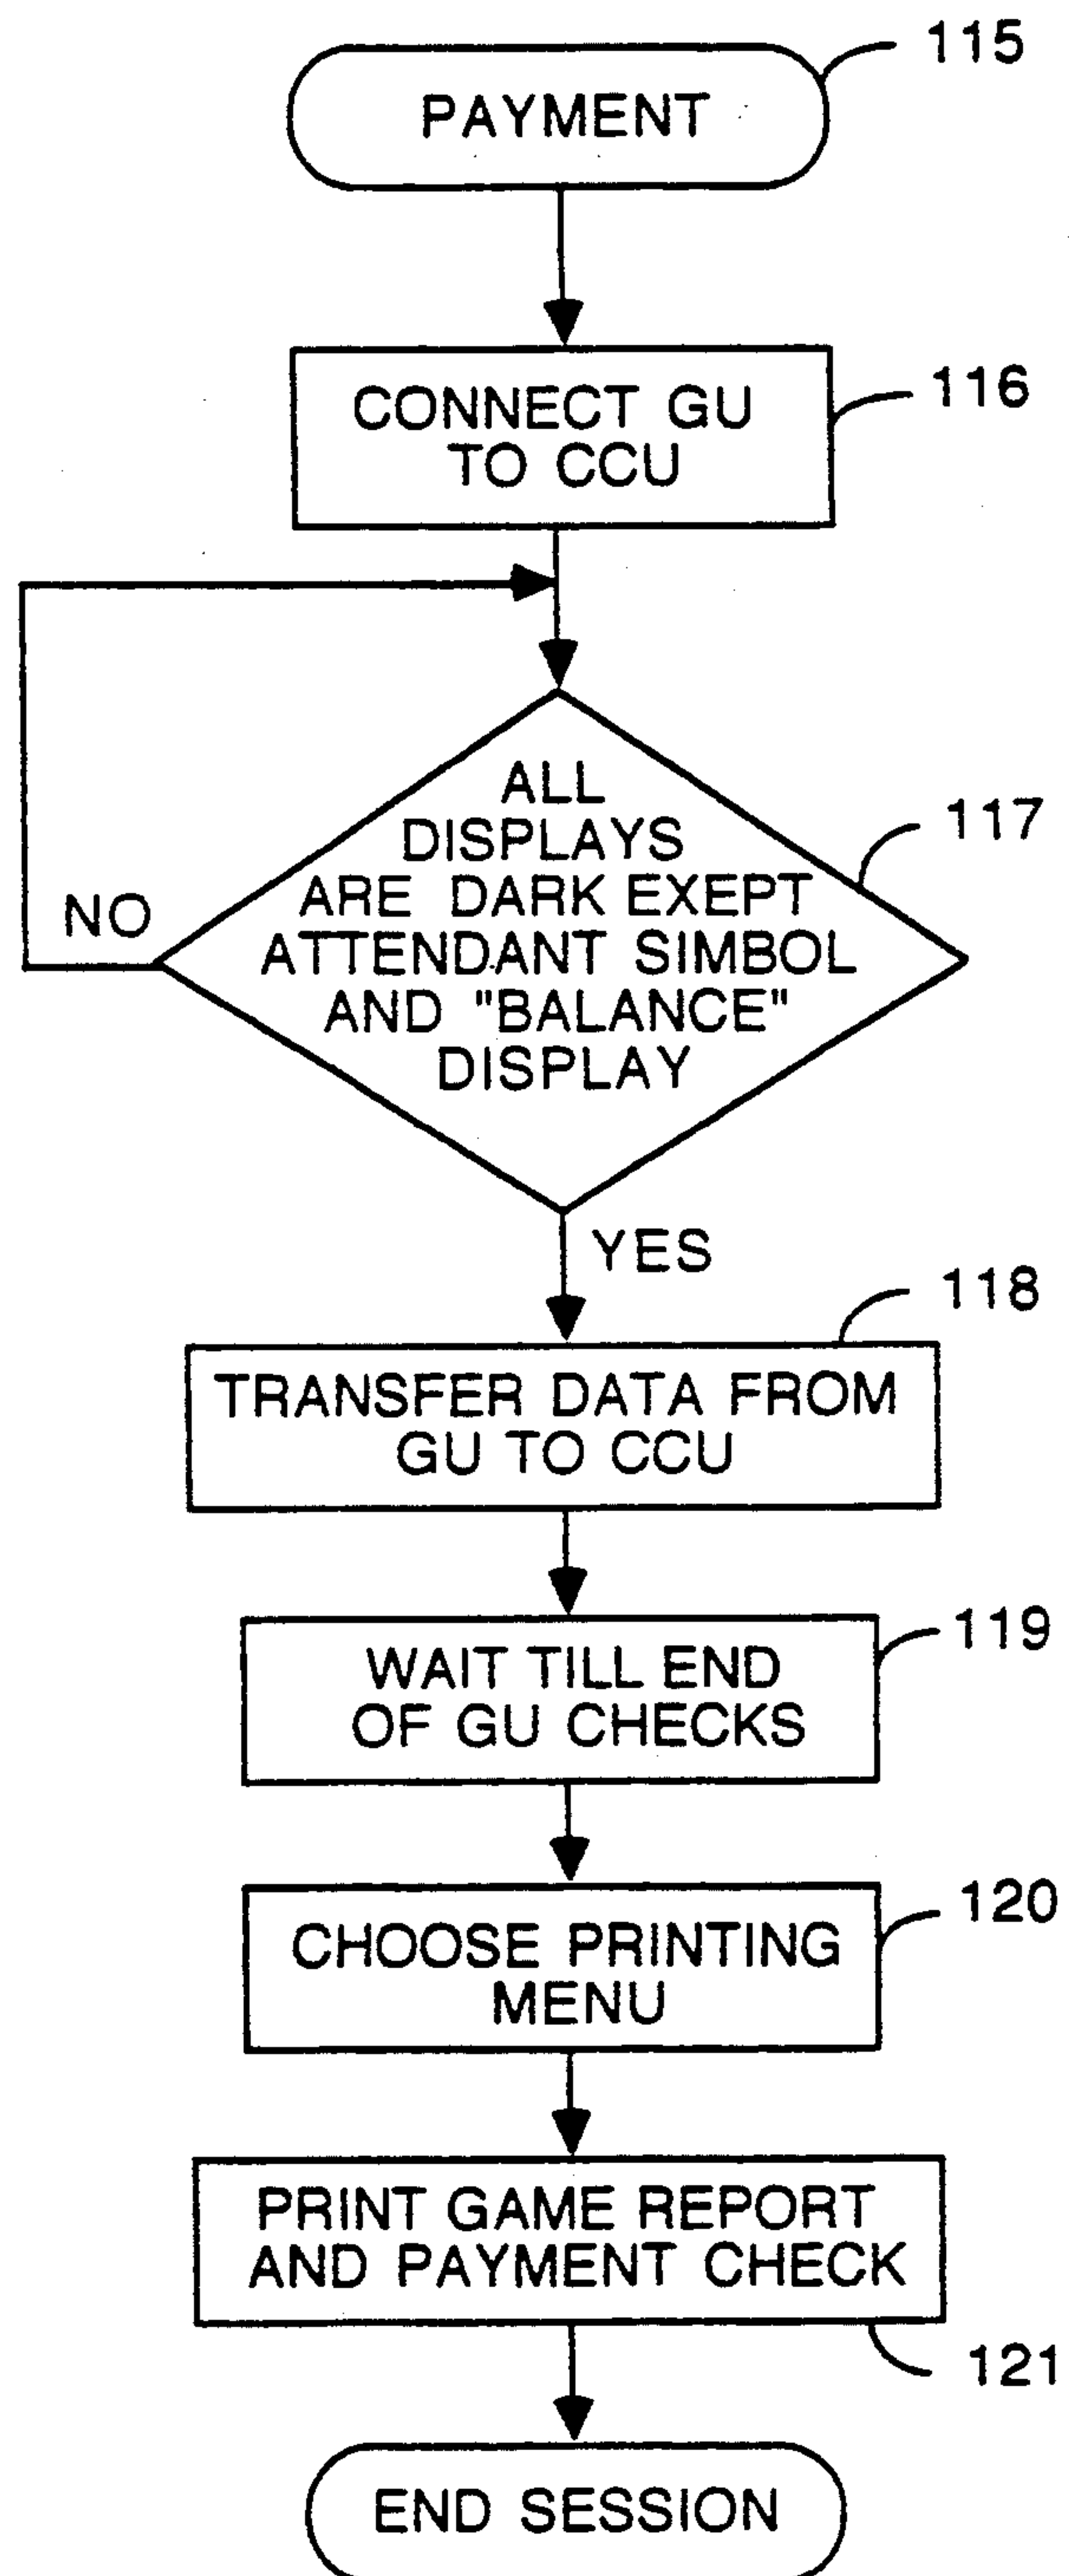 PAYMENT
115
CONNECT GU
TO CCU
116
ALL
DISPLAYS
ARE DARK EXEPT
ATTENDANT SIMBOL
AND "BALANCE"
DISPLAY
117
NO
YES
118
TRANSFER DATA FROM
GU TO CCU
119
WAIT TILL END
OF GU CHECKS
120
CHOOSE PRINTING
MENU
PRINT GAME REPORT
AND PAYMENT CHECK
121
END SESSION